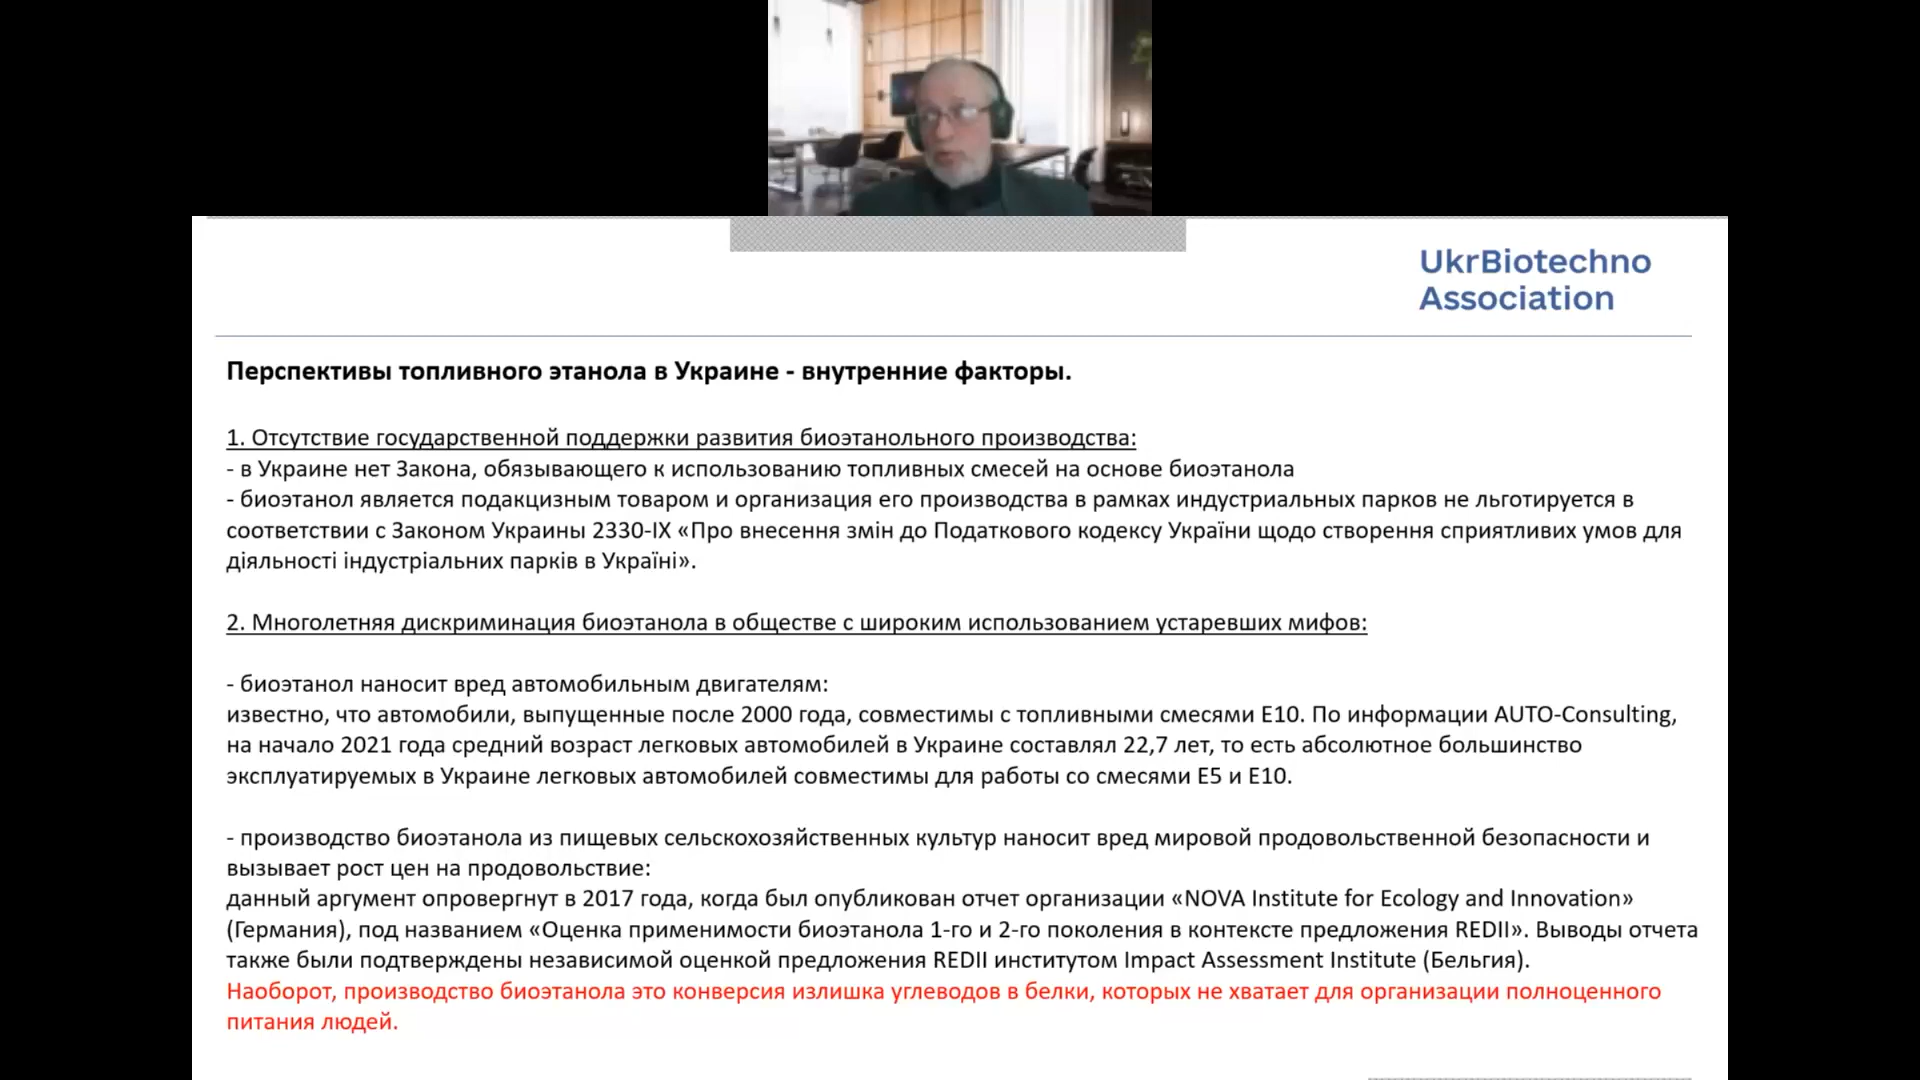 UkrBiotechno
Association
Перспективы топливного этанола в Украине - внутренние факторы.
1. Отсутствие государственной поддержки развития биоэтанольного производства:
- в Украине нет Закона, обязывающего к использованию топливных смесей на основе биоэтанола
- биоэтанол является подакцизным товаром и организация его производства в рамках индустриальных парков не льготируется в
соответствии с Законом Украины 2330-IX «Про внесення змін до Податкового кодексу України щодо створення сприятливих умов для
діяльності індустріальних парків в Україні».
2. Многолетняя дискриминация биоэтанола в обществе с широким использованием устаревших мифов:
- биоэтанол наносит вред автомобильным двигателям:
известно, что автомобили, выпущенные после 2000 года, совместимы с топливными смесями Е10. По информации AUTO-Consulting,
на начало 2021 года средний возраст легковых автомобилей в Украине составлял 22,7 лет, то есть абсолютное большинство
эксплуатируемых в Украине легковых автомобилей совместимы для работы со смесями Е5 и Е10.
- производство биоэтанола из пищевых сельскохозяйственных культур наносит вред мировой продовольственной безопасности и
вызывает рост цен на продовольствие:
данный аргумент опровергнут в 2017 года, когда был опубликован отчет организации «NOVA Institute for Ecology and Innovation»
(Германия), под названием «Оценка применимости биоэтанола 1-го и 2-го поколения в контексте предложения REDII». Выводы отчета
также были подтверждены независимой оценкой предложения REDII институтом Impact Assessment Institute (Бельгия).
Наоборот, производство биоэтанола это конверсия излишка углеводов в белки, которых не хватает для организации полноценного
питания людей.